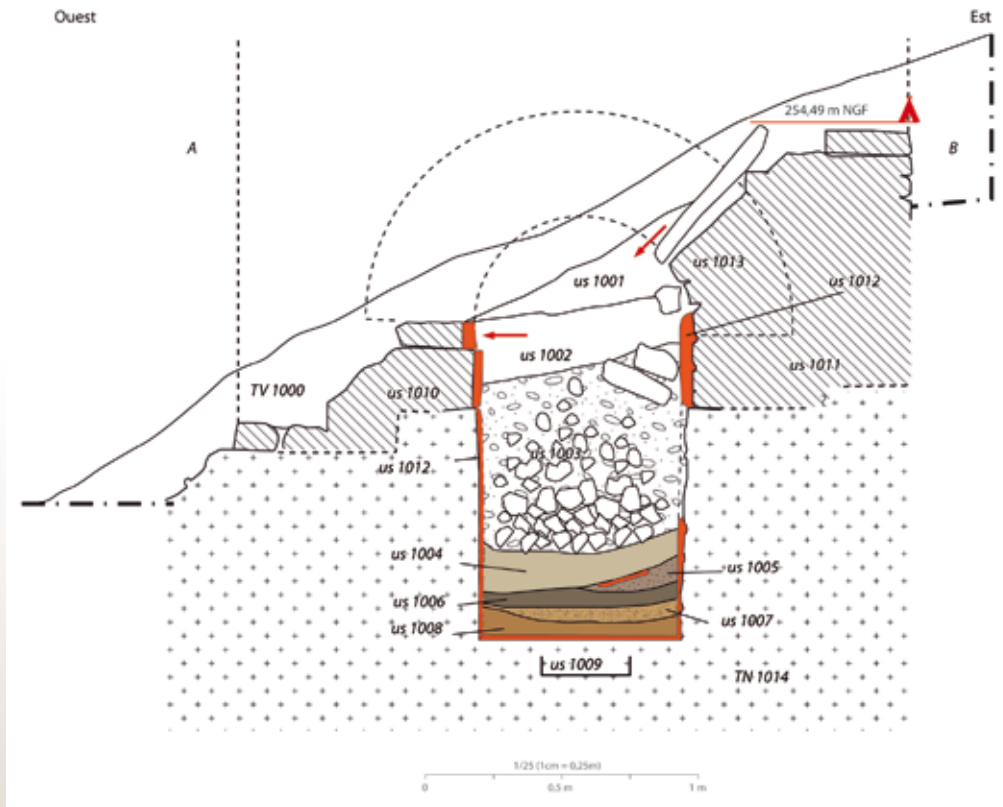 Ouest
Est
254,49 m NGF
A
B
us 1013
us 1001
us 1012
us 1002
us 1011
TV 1000
us 1010
us 1003
us 1012
us 1004
us 1005
us 1006
us 1007
us 1008
us 1009
TN 1014
1/25 (1cm = 0,25m)
0
0,5 m
1 m